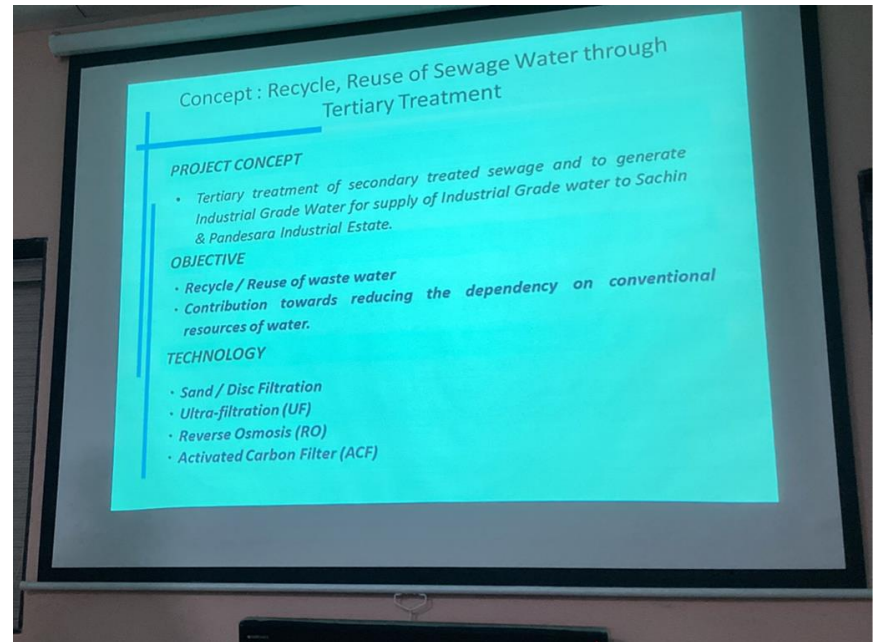 Concept : Recycle, Reuse of Sewage Water through
Tertiary Treatment
PROJECT CONCEPT
• Tertiary treatment of secondary treated sewage and to generate
Industrial Grade Water for supply of Industrial Grade water to Sachin
& Pandesara Industrial Estate.
OBJECTIVE
· Recycle / Reuse of waste water
· Contribution towards reducing the dependency on conventional
resources of water.
TECHNOLOGY
· Sand / Disc Filtration
· Ultra-filtration (UF)
· Reverse Osmosis (RO)
· Activated Carbon Filter (ACF)